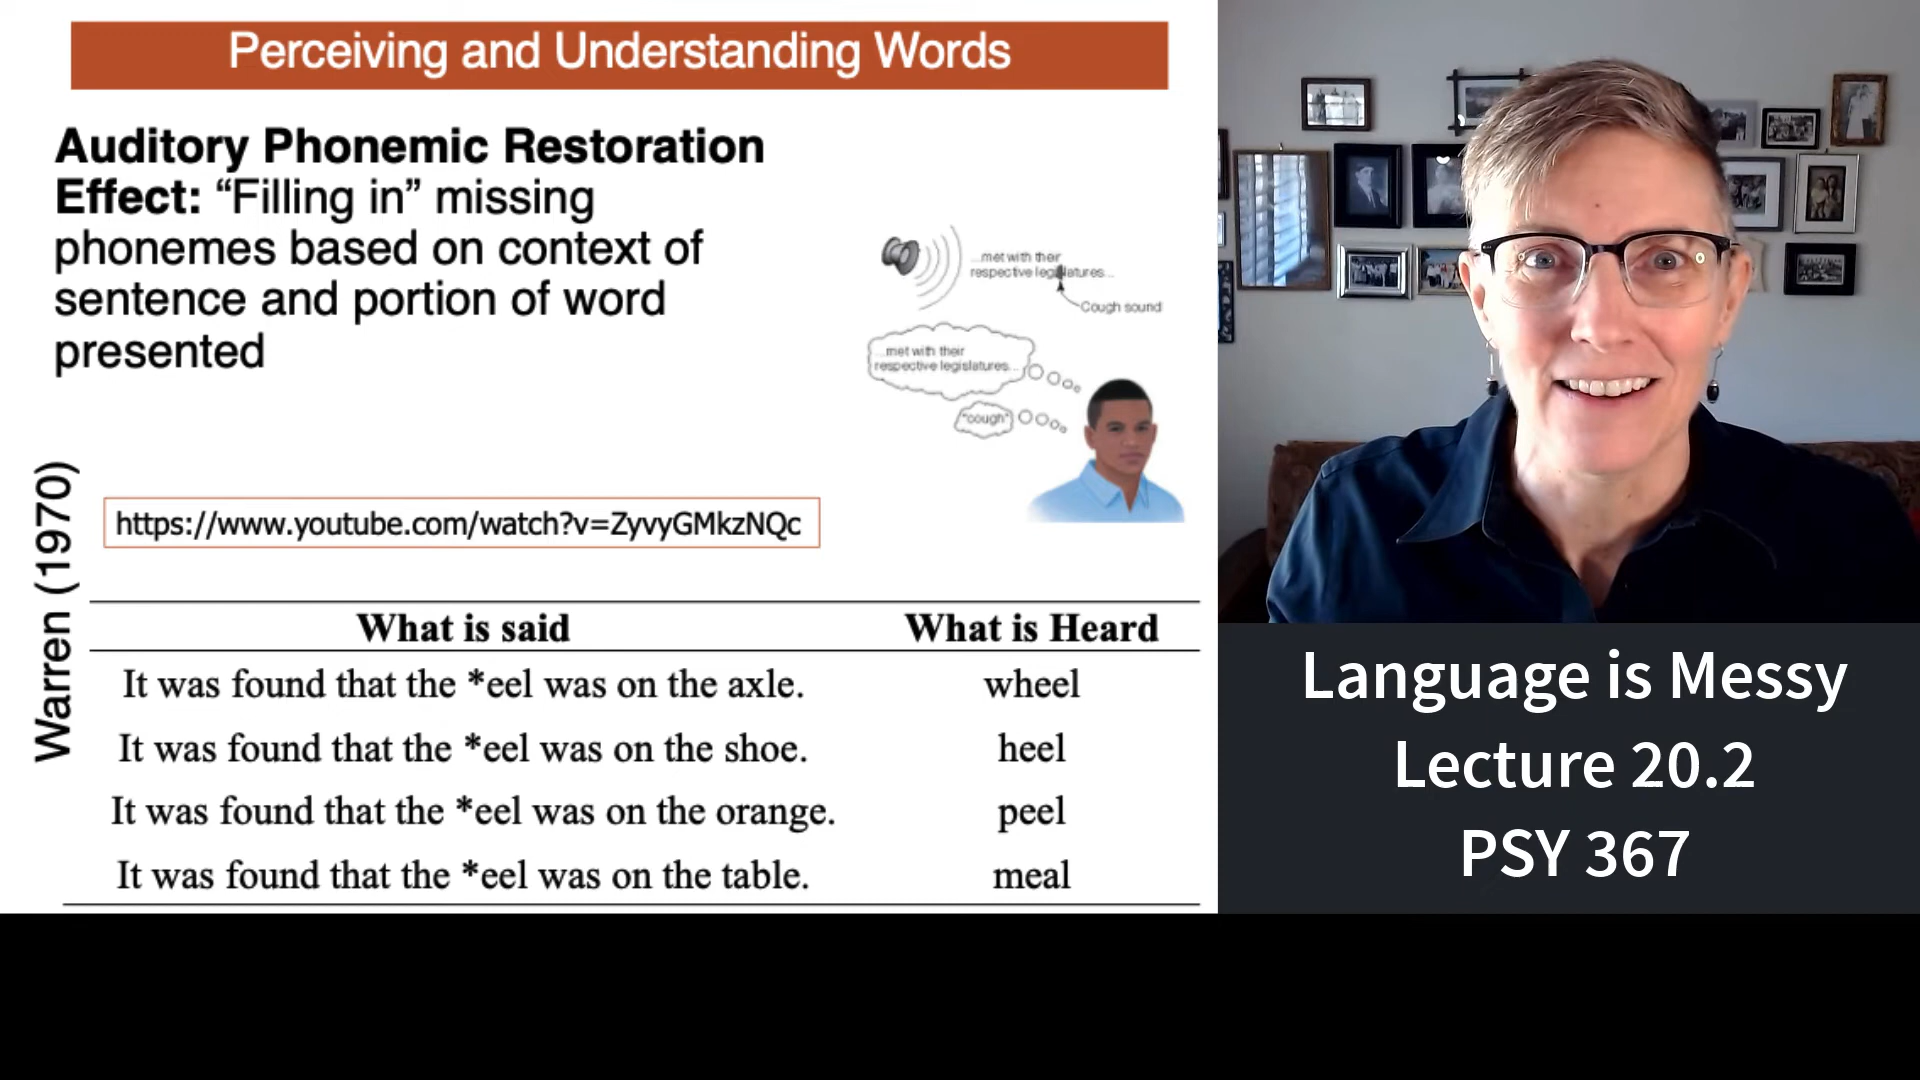 Perceiving and Understanding Words
Auditory Phonemic Restoration
Effect: “Filling in” missing
phonemes based on context of
sentence and portion of word
presented
...met with their
respective legislatures...
Cough sound
...met with their
respective legislatures...
"cough"
https://www.youtube.com/watch?v=ZyvyGMkzNQc
Warren (1970)
What is said What is Heard
It was found that the *eel was on the axle. wheel
It was found that the *eel was on the shoe. heel
It was found that the *eel was on the orange. peel
It was found that the *eel was on the table. meal
Language is Messy
Lecture 20.2
PSY 367